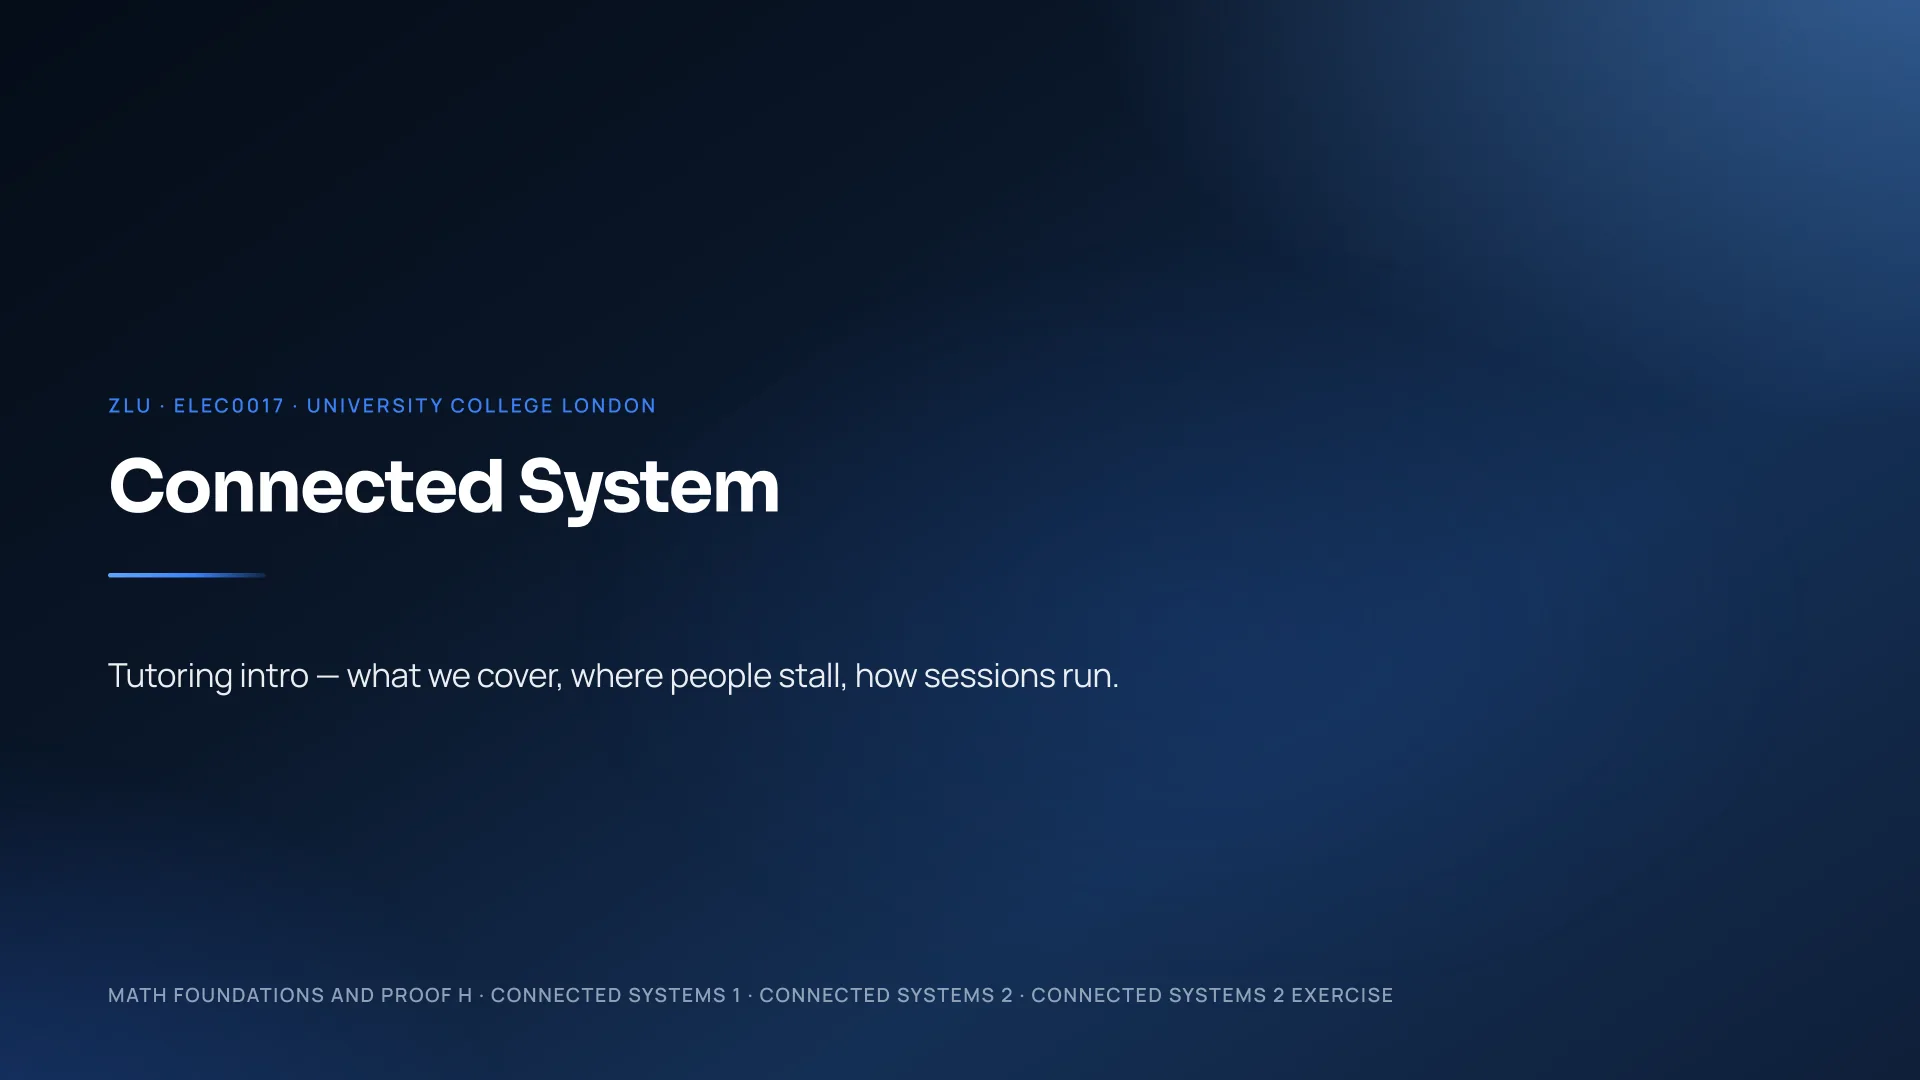 ZLU · ELEC0017 · UNIVERSITY COLLEGE LONDON
Connected System
Tutoring intro — what we cover, where people stall, how sessions run.
MATH FOUNDATIONS AND PROOF H · CONNECTED SYSTEMS 1 · CONNECTED SYSTEMS 2 · CONNECTED SYSTEMS 2 EXERCISE